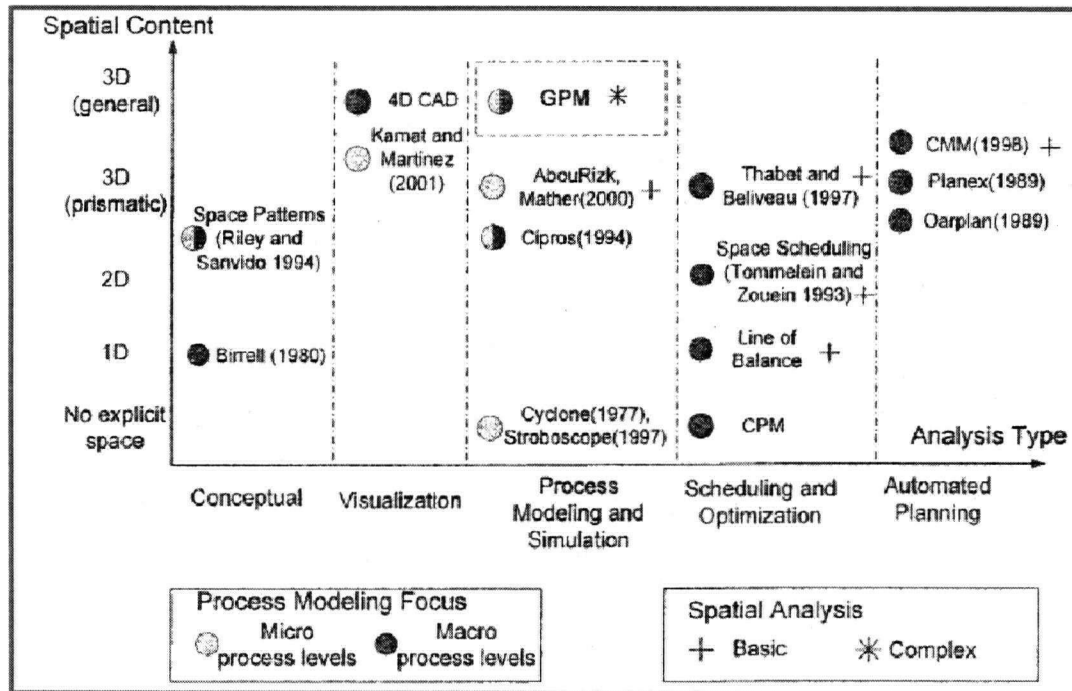 Spatial Content
3D
(general)
3D
(prismatic)
2D
1D
No explicit
space
Space Patterns
(Riley and
Sanvido 1994)
Birrell (1980)
4D CAD
Kamat and
Martinez
(2001)
GPM
AbouRizk,
Mather(2000)
Cipros(1994)
Cyclone(1977),
Stroboscope(1997)
Thabet and
Beliveau (1997)
Space Scheduling
(Tommelein and
Zouein 1993)
Line of
Balance
CPM
CMM(1998)
Planex(1989)
Oarplan(1989)
Analysis Type
Conceptual
Visualization
Process
Modeling and
Simulation
Scheduling and
Optimization
Automated
Planning
Process Modeling Focus
Micro
process levels
Macro
process levels
Spatial Analysis
Basic
Complex